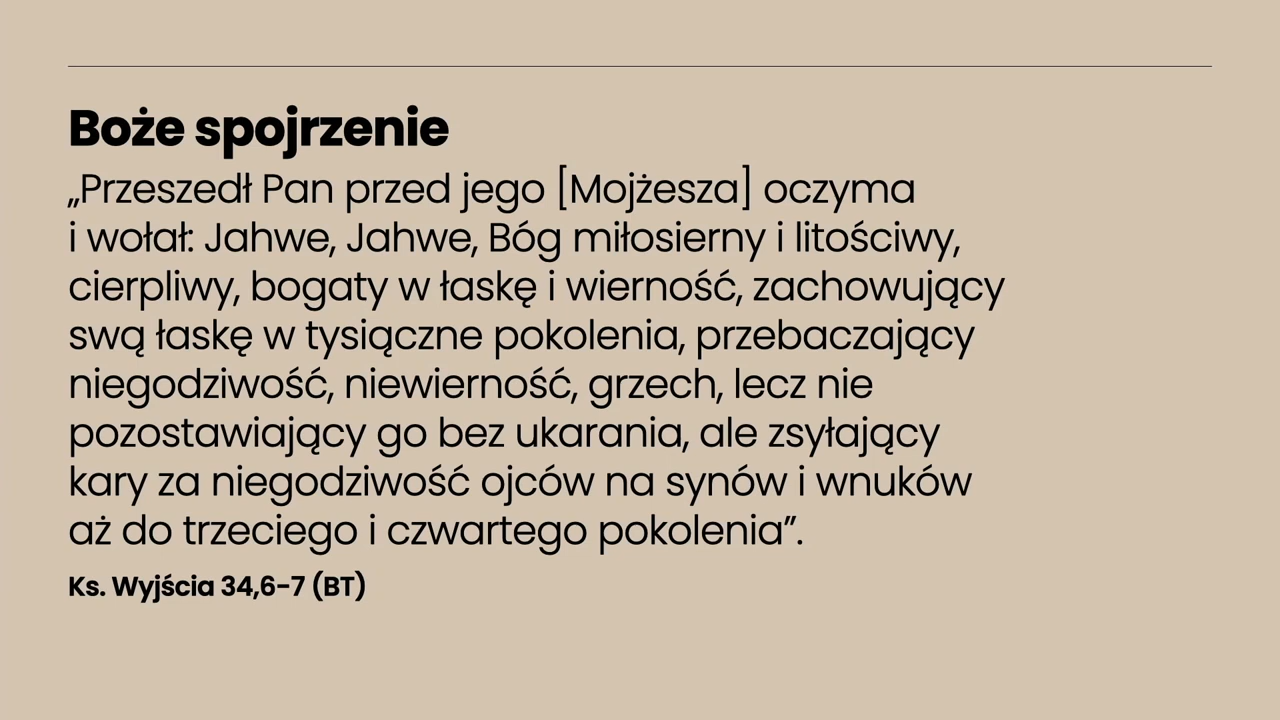 Boże spojrzenie
„Przeszedł Pan przed jego [Mojżesza] oczyma
i wołał: Jahwe, Jahwe, Bóg miłosierny i litościwy,
cierpliwy, bogaty w łaskę i wierność, zachowujący
swą łaskę w tysiączne pokolenia, przebaczający
niegodziwość, niewierność, grzech, lecz nie
pozostawiający go bez ukarania, ale zsyłający
kary za niegodziwość ojców na synów i wnuków
aż do trzeciego i czwartego pokolenia”.
Ks. Wyjścia 34,6–7 (BT)